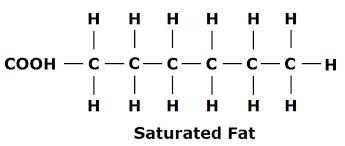 H H H H H H
COOH — C — C — C — C — C — C — H
H H H H H H
Saturated Fat